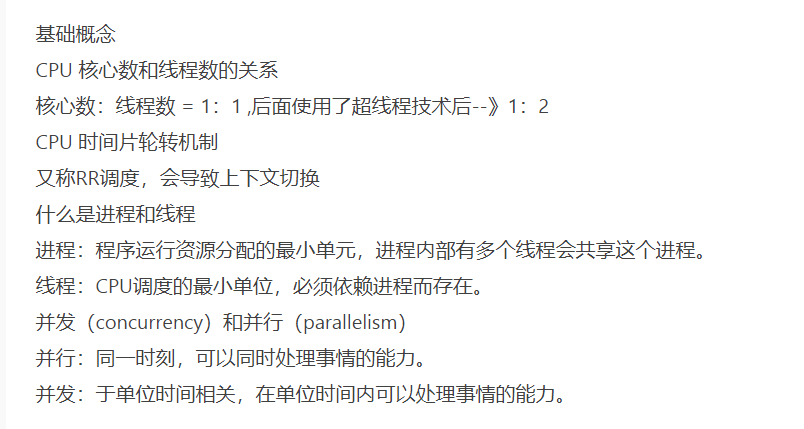 基础概念
CPU 核心数和线程数的关系
核心数：线程数 = 1：1 ,后面使用了超线程技术后--》1：2
CPU 时间片轮转机制
又称RR调度，会导致上下文切换
什么是进程和线程
进程：程序运行资源分配的最小单元，进程内部有多个线程会共享这个进程。
线程：CPU调度的最小单位，必须依赖进程而存在。
并发（concurrency）和并行（parallelism）
并行：同一时刻，可以同时处理事情的能力。
并发：于单位时间相关，在单位时间内可以处理事情的能力。